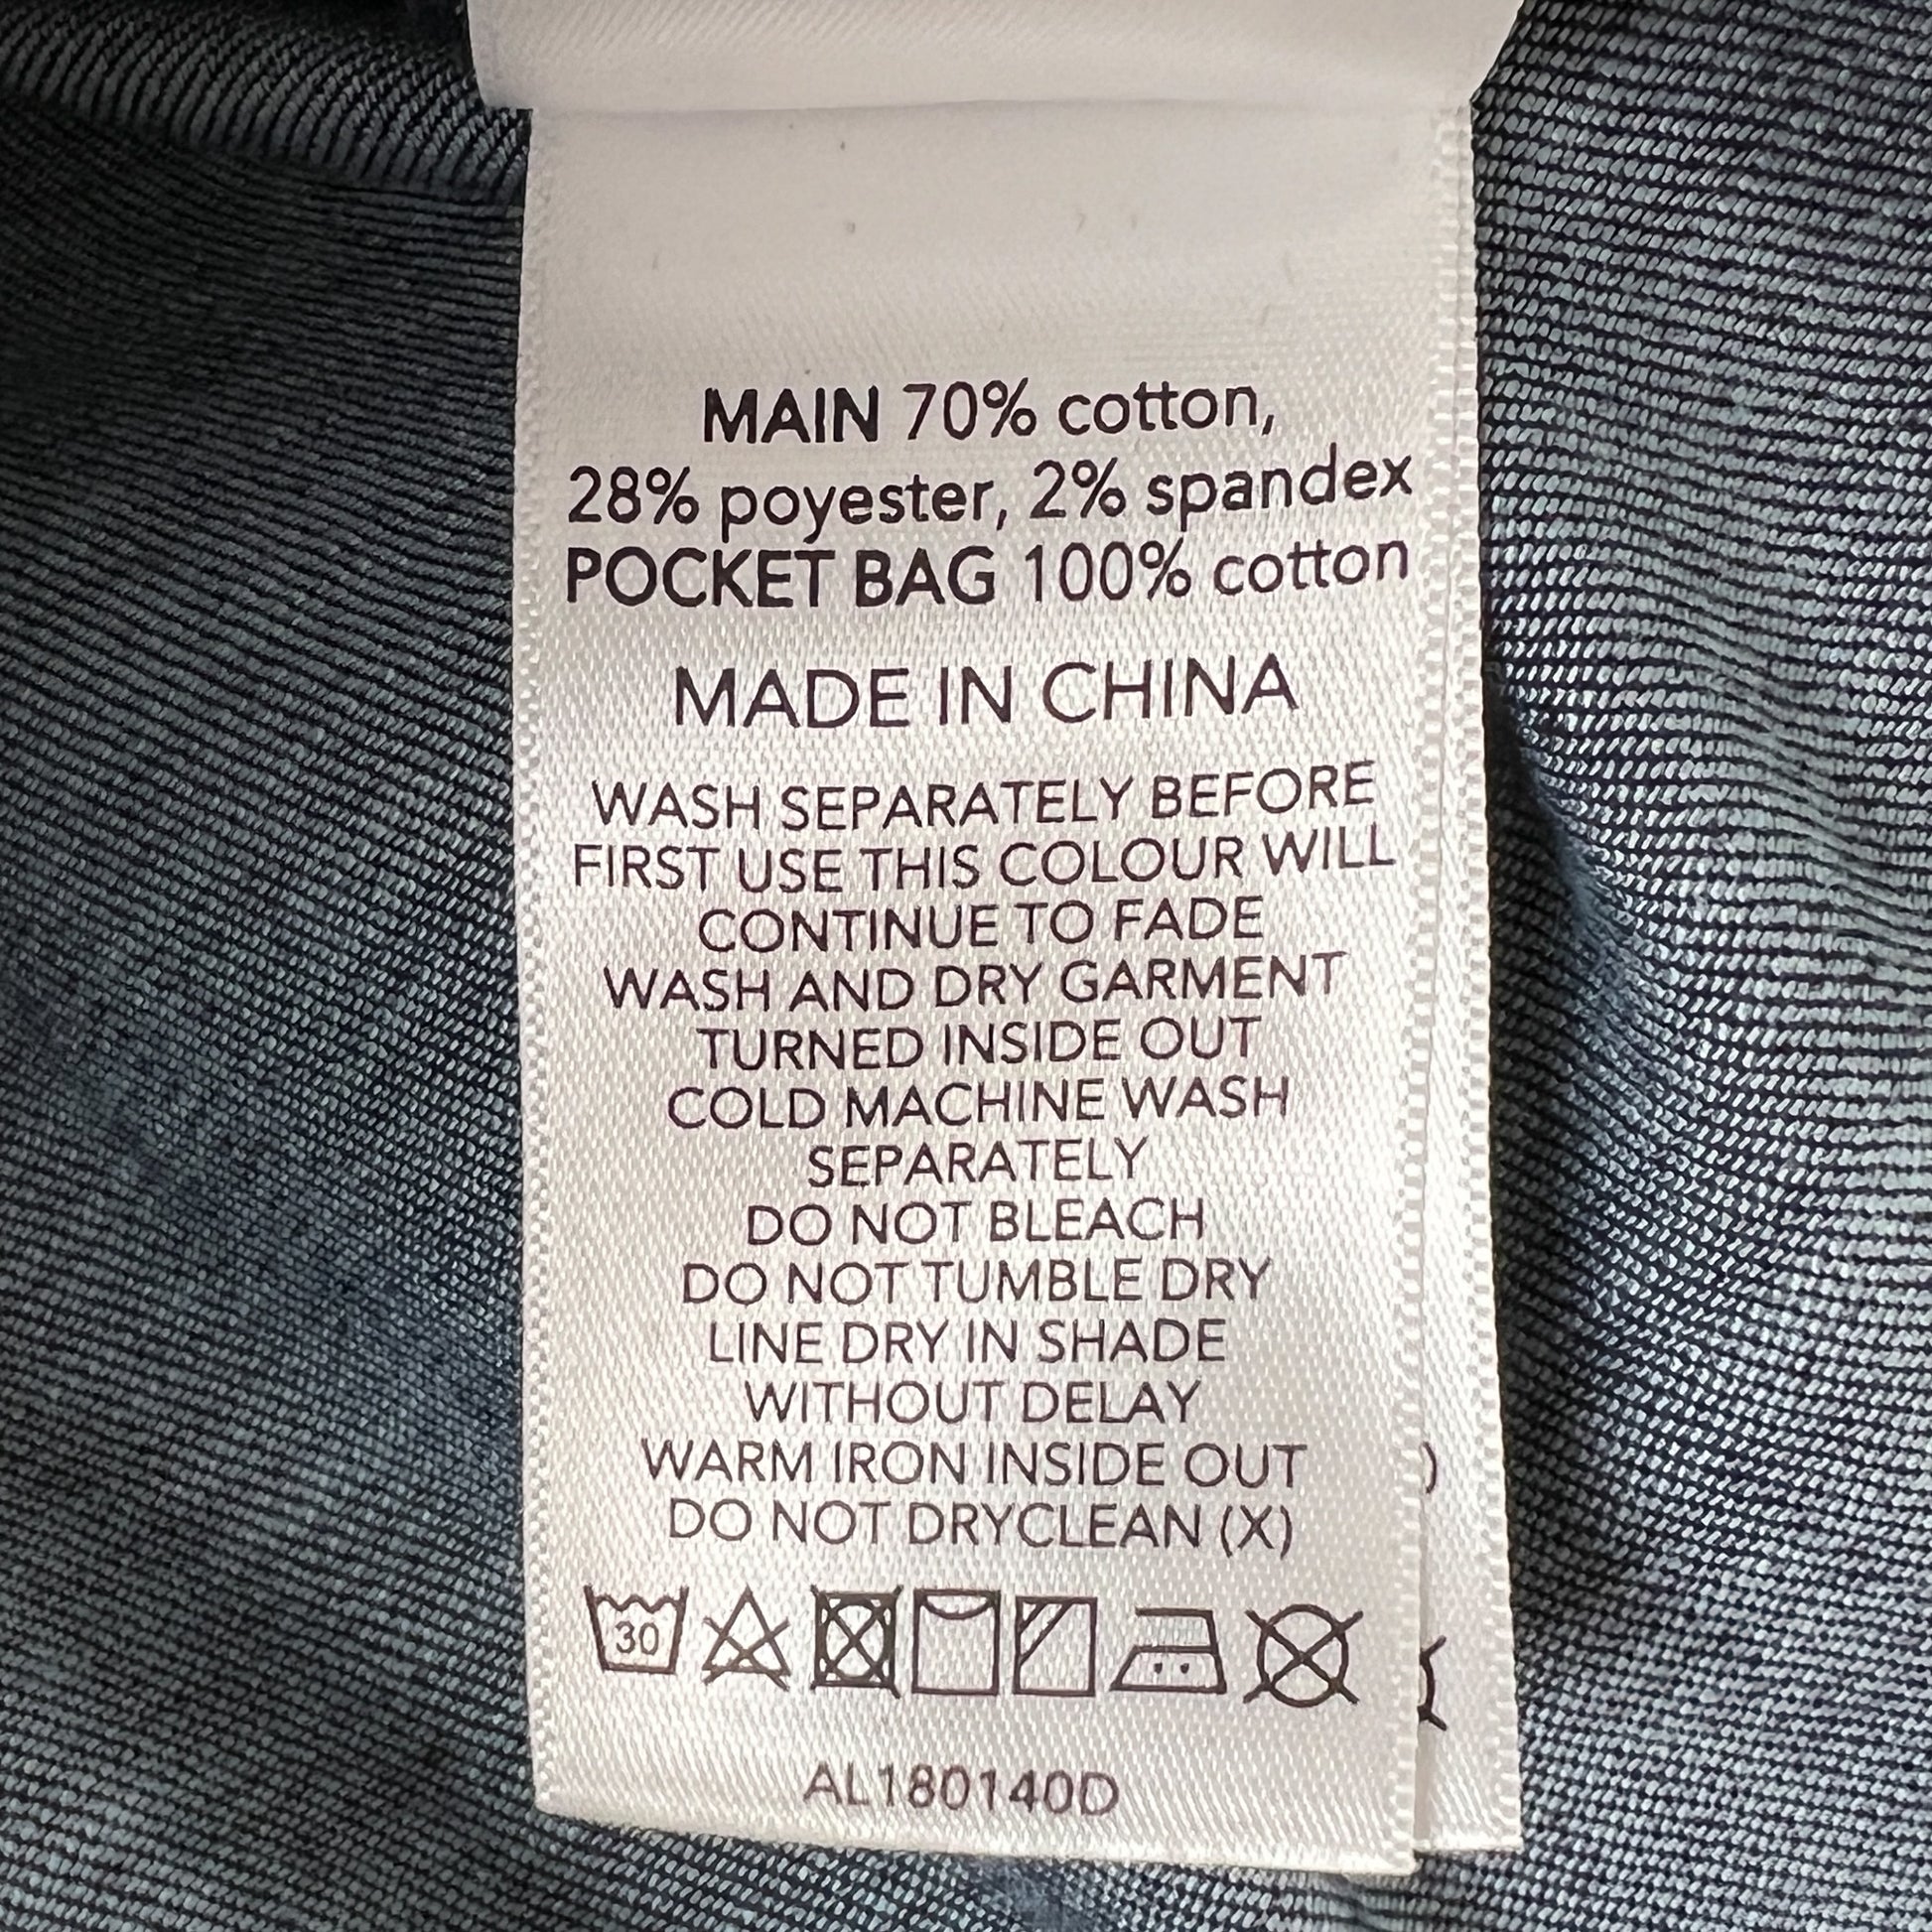 MAIN 70% cotton,
28% poyester, 2% spandex
POCKET BAG 100% cotton
MADE IN CHINA
WASH SEPARATELY BEFORE
FIRST USE THIS COLOUR WILL
CONTINUE TO FADE
WASH AND DRY GARMENT
TURNED INSIDE OUT
COLD MACHINE WASH
SEPARATELY
DO NOT BLEACH
DO NOT TUMBLE DRY
LINE DRY IN SHADE
WITHOUT DELAY
WARM IRON INSIDE OUT
DO NOT DRYCLEAN (X)
30
AL180140D